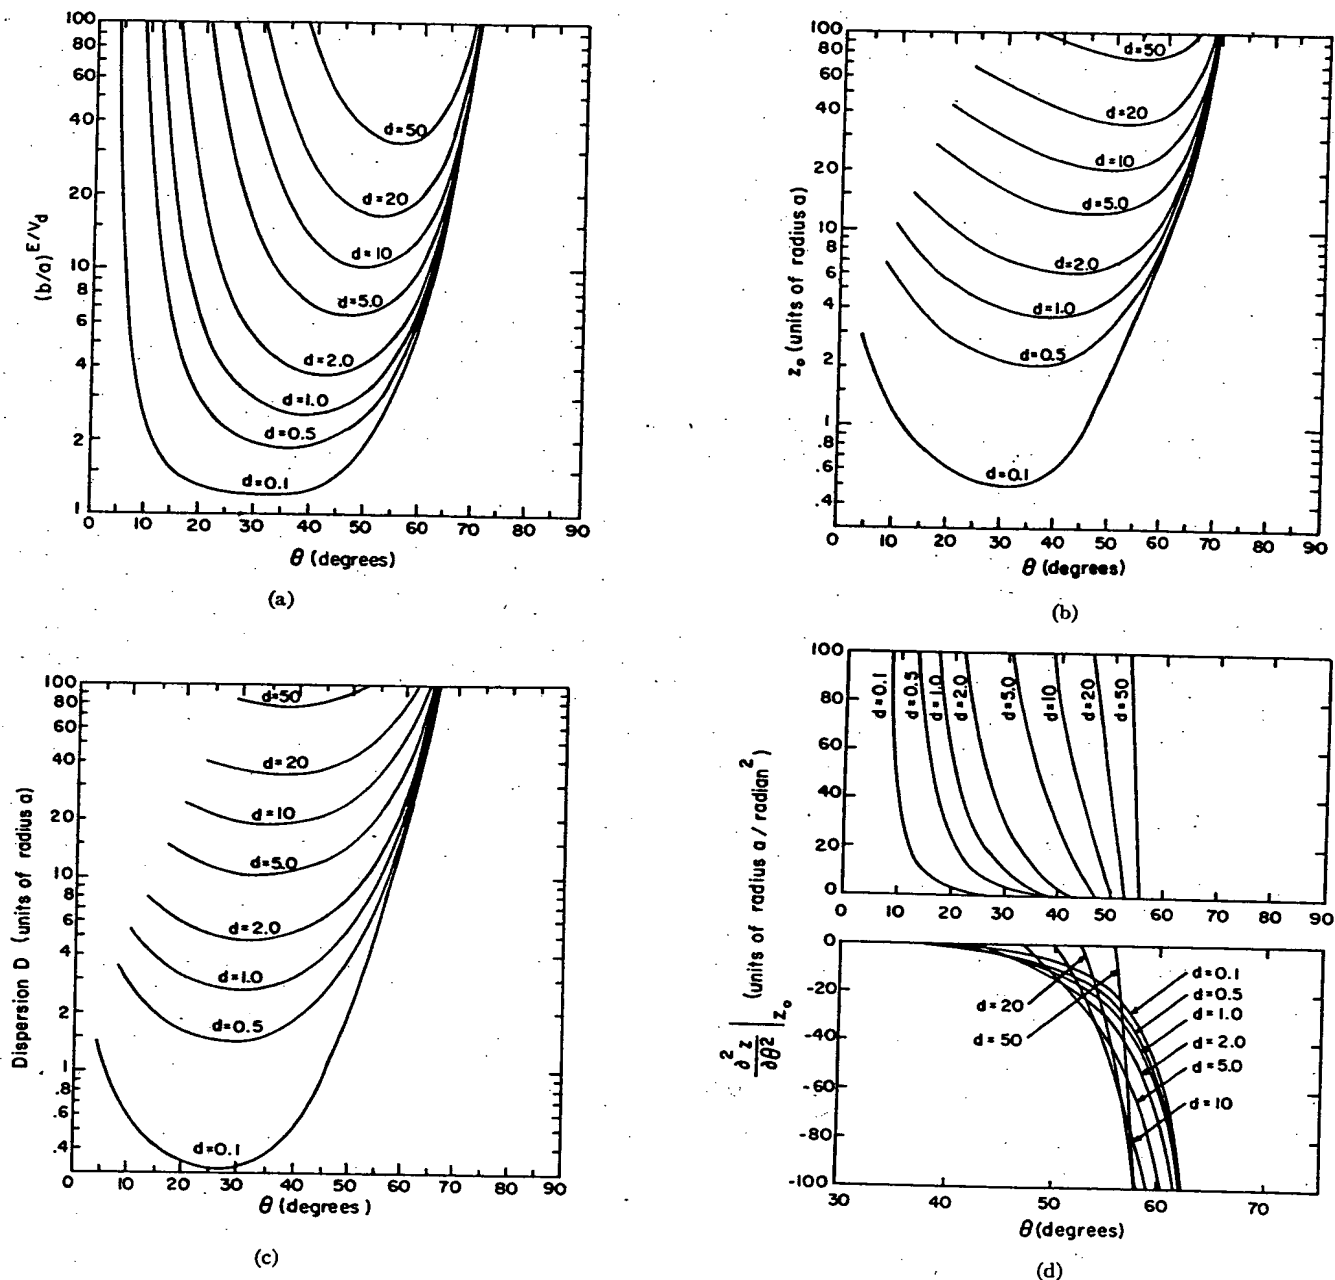 100
80
60
40
20
10
8
6
4
2
1
(b/a)^E/V_d
d=50
d=20
d=10
d=5.0
d=2.0
d=1.0
d=0.5
d=0.1
0 10 20 30 40 50 60 70 80 90
θ (degrees)
(a)
100
80
60
40
20
10
8
6
4
2
1
.8
.6
.4
z_o (units of radius a)
d=50
d=20
d=10
d=5.0
d=2.0
d=1.0
d=0.5
d=0.1
10 20 30 40 50 60 70 80 90
θ (degrees)
(b)
100
80
60
40
20
10
8
6
4
2
1
.8
.6
.4
Dispersion D (units of radius a)
d=50
d=20
d=10
d=5.0
d=2.0
d=1.0
d=0.5
d=0.1
0 10 20 30 40 50 60 70 80 90
θ (degrees)
(c)
100
80
60
40
20
0
d=0.1
d=0.5
d=1.0
d=2.0
d=5.0
d=10
d=20
d=50
0 10 20 30 40 50 60 70 80 90
∂²z/∂θ²|z_o (units of radius a / radian²)
-0
-20
-40
-60
-80
-100
d=20
d=50
d=0.1
d=0.5
d=1.0
d=2.0
d=5.0
d=10
30 40 50 60 70
θ (degrees)
(d)